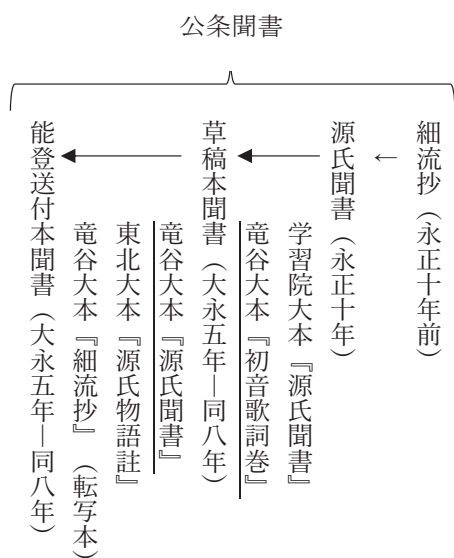 公条聞書
細流抄（永正十年前）
源氏聞書（永正十年）
学習院大本『源氏聞書』
竜谷大本『初音歌詞巻』
草稿本聞書（大永五年―同八年）
竜谷大本『源氏聞書』
東北大本『源氏物語註』
竜谷大本『細流抄』（転写本）
能登送付本聞書（大永五年―同八年）